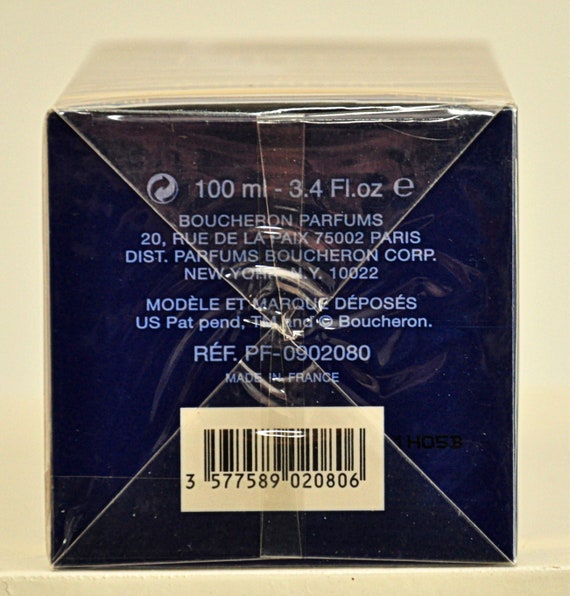 100 ml - 3.4 Fl.oz ℮
BOUCHERON PARFUMS
20, RUE DE LA PAIX 75002 PARIS
DIST. PARFUMS BOUCHERON CORP.
NEW-YORK N.Y. 10022
MODÈLE ET MARQUE DÉPOSÉS
US Pat pend, TM and © Boucheron.
RÉF. PF-0902080
MADE IN FRANCE
3 577589 020806